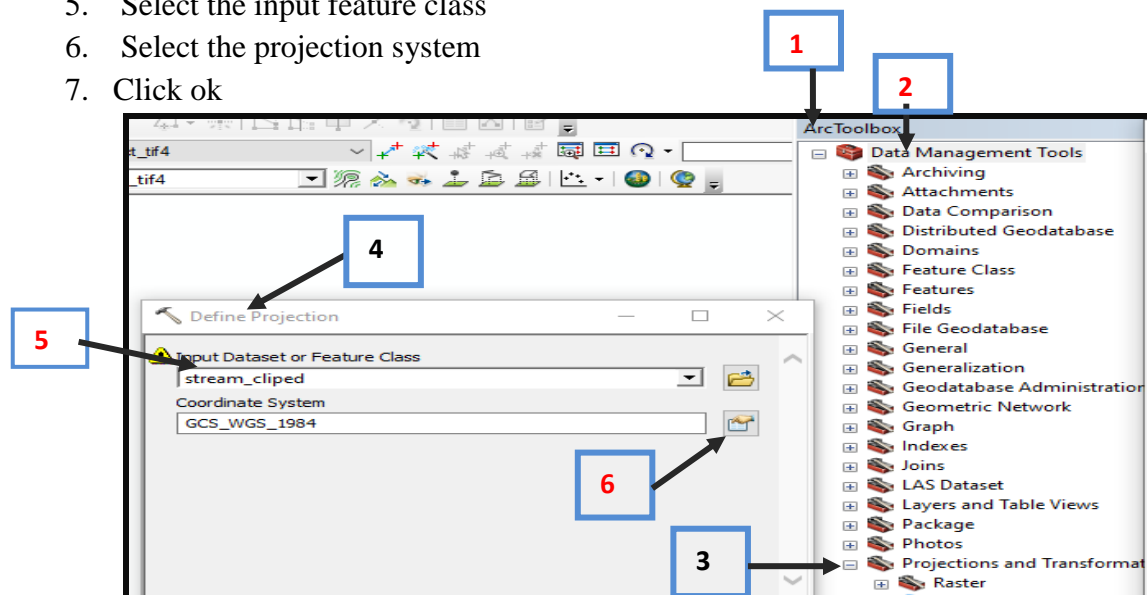 5. Select the input feature class
6. Select the projection system
7. Click ok
1
2
ArcToolbox
t_tif4
Data Management Tools
_tif4
Archiving
Attachments
Data Comparison
Distributed Geodatabase
4
Domains
Feature Class
Features
Define Projection
Fields
5
File Geodatabase
Input Dataset or Feature Class
General
stream_cliped
Generalization
Coordinate System
Geodatabase Administration
GCS_WGS_1984
Geometric Network
Graph
Indexes
6
Joins
LAS Dataset
Layers and Table Views
Package
Photos
3
Projections and Transformat
Raster